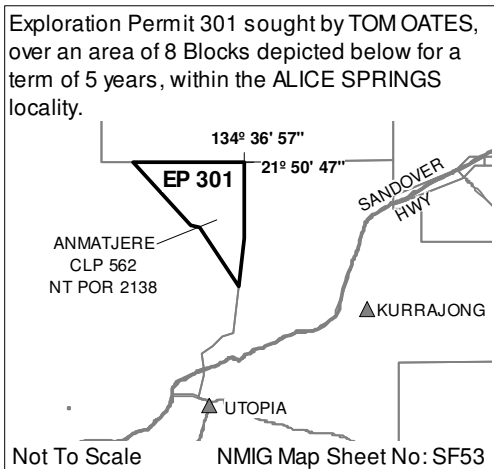 Exploration Permit 301 sought by TOM OATES,
over an area of 8 Blocks depicted below for a
term of 5 years, within the ALICE SPRINGS
locality.
134º 36' 57"
21º 50' 47"
EP 301
SANDOVER
HWY
ANMATJERE
CLP 562
NT POR 2138
KURRAJONG
UTOPIA
Not To Scale
NMIG Map Sheet No: SF53